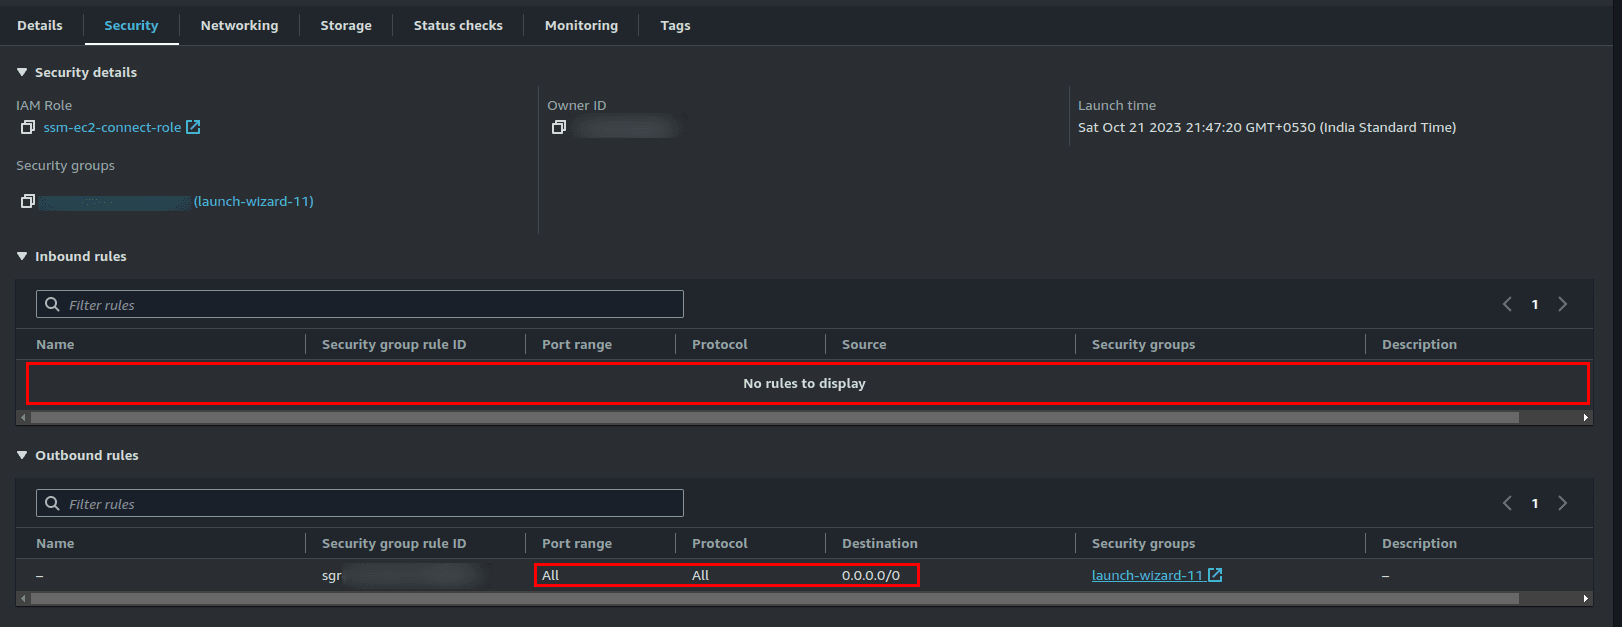 Details Security Networking Storage Status checks Monitoring Tags
Security details
IAM Role Owner ID Launch time
ssm-ec2-connect-role Sat Oct 21 2023 21:47:20 GMT+0530 (India Standard Time)
Security groups
(launch-wizard-11)
Inbound rules
Filter rules 1
Name Security group rule ID Port range Protocol Source Security groups Description
No rules to display
Outbound rules
Filter rules 1
Name Security group rule ID Port range Protocol Destination Security groups Description
– sgr All All 0.0.0.0/0 launch-wizard-11 –